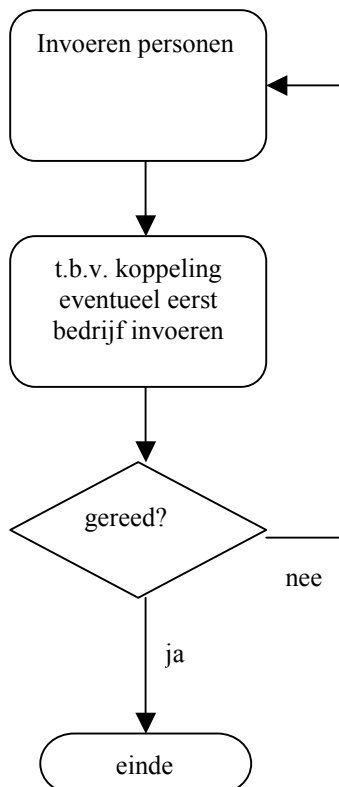 Invoeren personen
t.b.v. koppeling
eventueel eerst
bedrijf invoeren
gereed?
nee
ja
einde